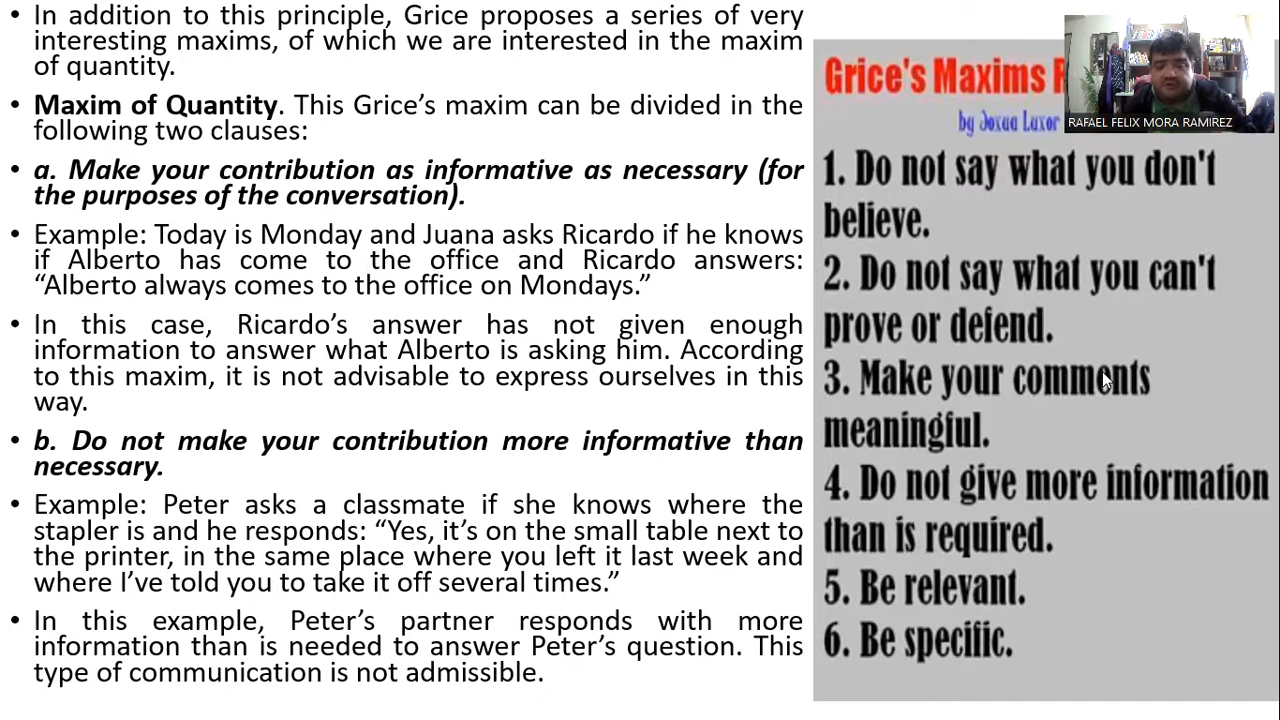 • In addition to this principle, Grice proposes a series of very
interesting maxims, of which we are interested in the maxim
of quantity.
• Maxim of Quantity. This Grice’s maxim can be divided in the
following two clauses:
• a. Make your contribution as informative as necessary (for
the purposes of the conversation).
• Example: Today is Monday and Juana asks Ricardo if he knows
if Alberto has come to the office and Ricardo answers:
“Alberto always comes to the office on Mondays.”
• In this case, Ricardo’s answer has not given enough
information to answer what Alberto is asking him. According
to this maxim, it is not advisable to express ourselves in this
way.
• b. Do not make your contribution more informative than
necessary.
• Example: Peter asks a classmate if she knows where the
stapler is and he responds: “Yes, it’s on the small table next to
the printer, in the same place where you left it last week and
where I’ve told you to take it off several times.”
• In this example, Peter’s partner responds with more
information than is needed to answer Peter’s question. This
type of communication is not admissible.
Grice's Maxims
by Joxua Luxor
RAFAEL FELIX MORA RAMIREZ
1. Do not say what you don't
believe.
2. Do not say what you can't
prove or defend.
3. Make your comments
meaningful.
4. Do not give more information
than is required.
5. Be relevant.
6. Be specific.